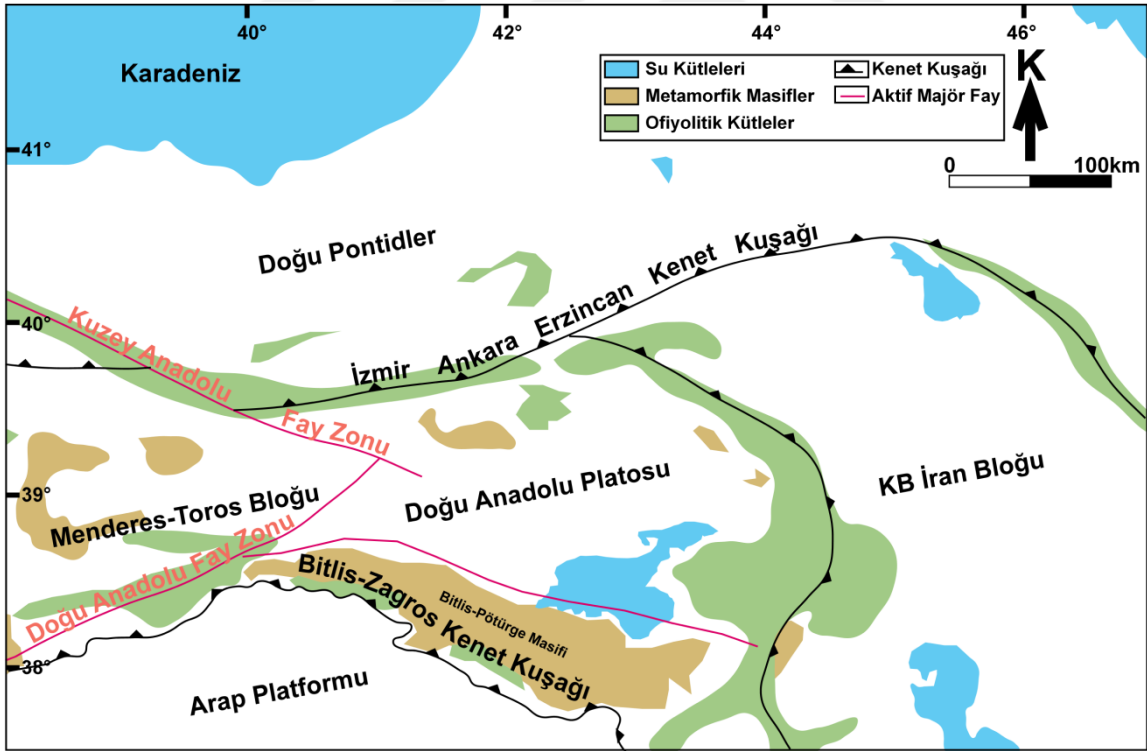 40°
42°
44°
46°
Karadeniz
Su Kütleleri
Metamorfik Masifler
Ofiyolitik Kütleler
Kenet Kuşağı
Aktif Majör Fay
K
0
100km
41°
40°
39°
38°
Doğu Pontidler
İzmir Ankara Erzincan Kenet Kuşağı
Kuzey Anadolu
Fay Zonu
Menderes-Toros Bloğu
Doğu Anadolu Platosu
KB İran Bloğu
Doğu Anadolu Fay Zonu
Bitlis-Zagros Kenet Kuşağı
Bitlis-Pötürge Masifi
Arap Platformu